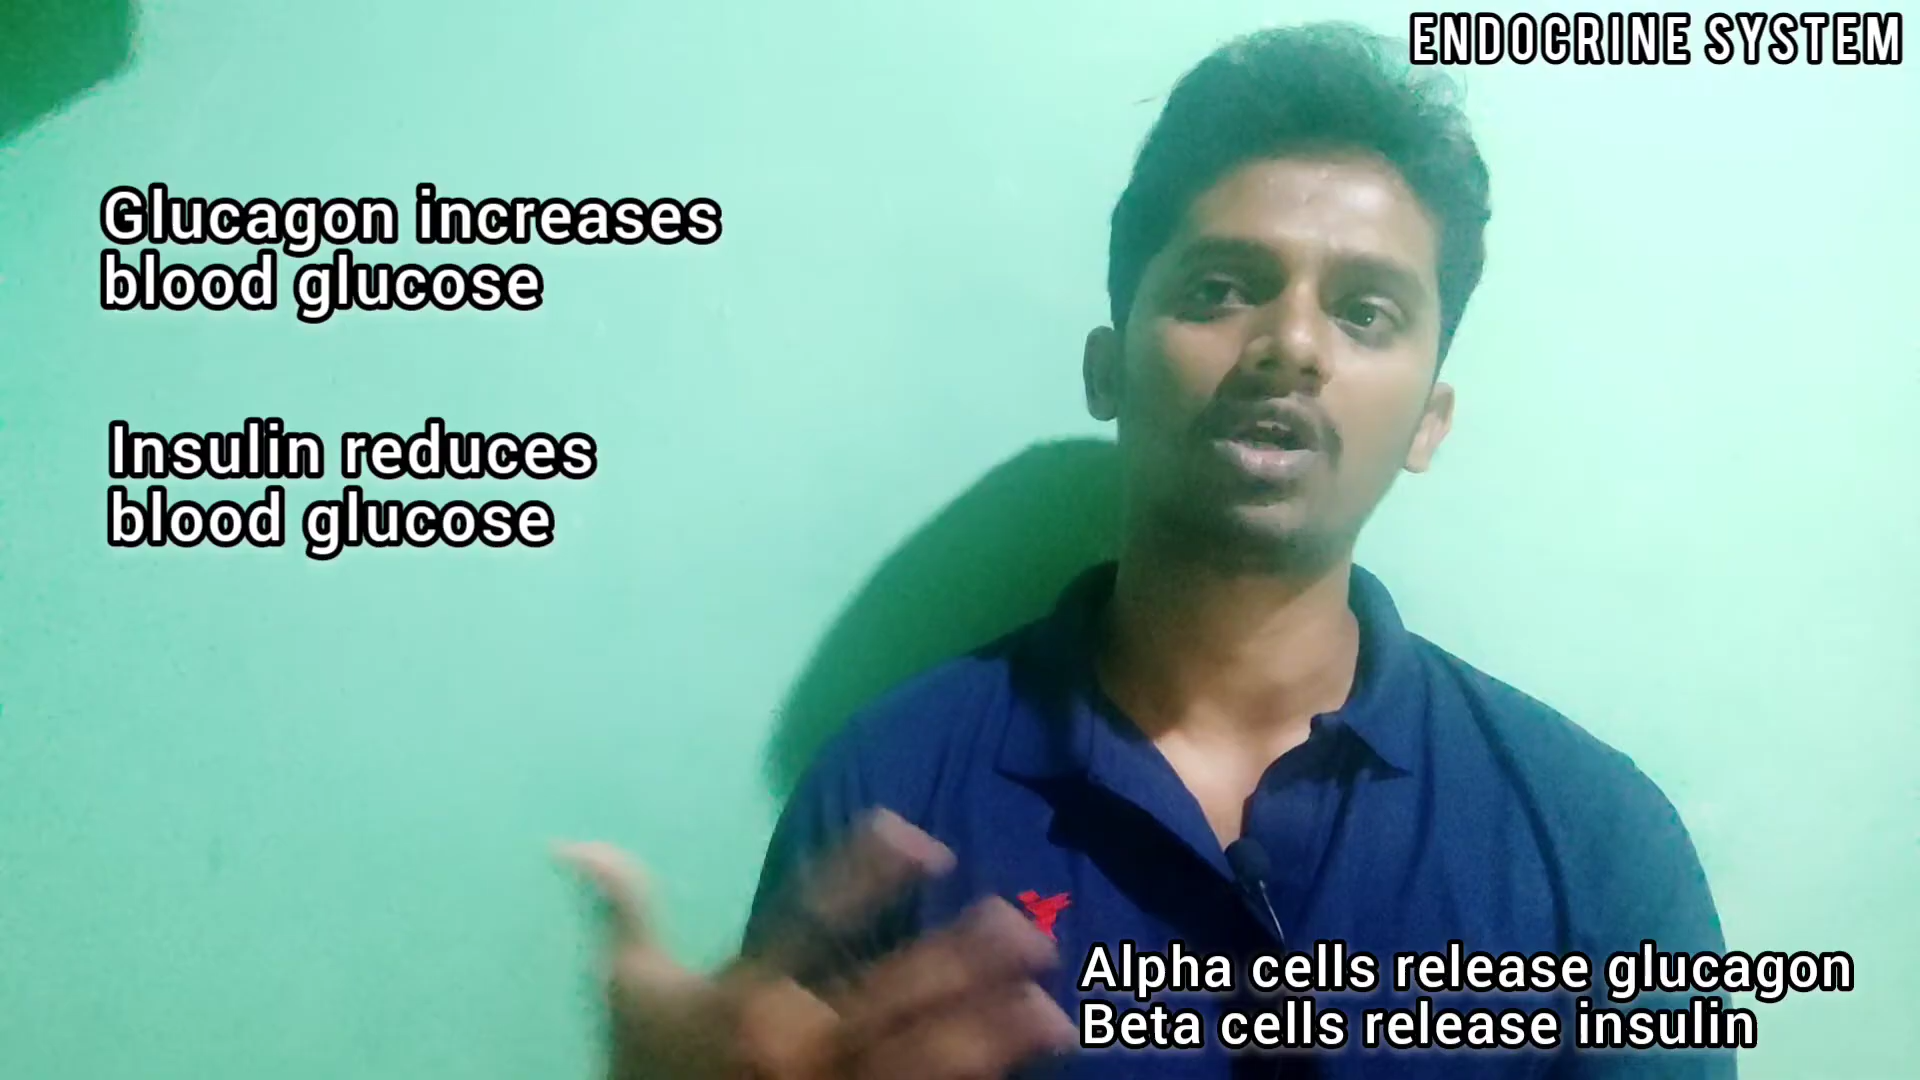 ENDOCRINE SYSTEM
Glucagon increases
blood glucose
Insulin reduces
blood glucose
Alpha cells release glucagon
Beta cells release insulin